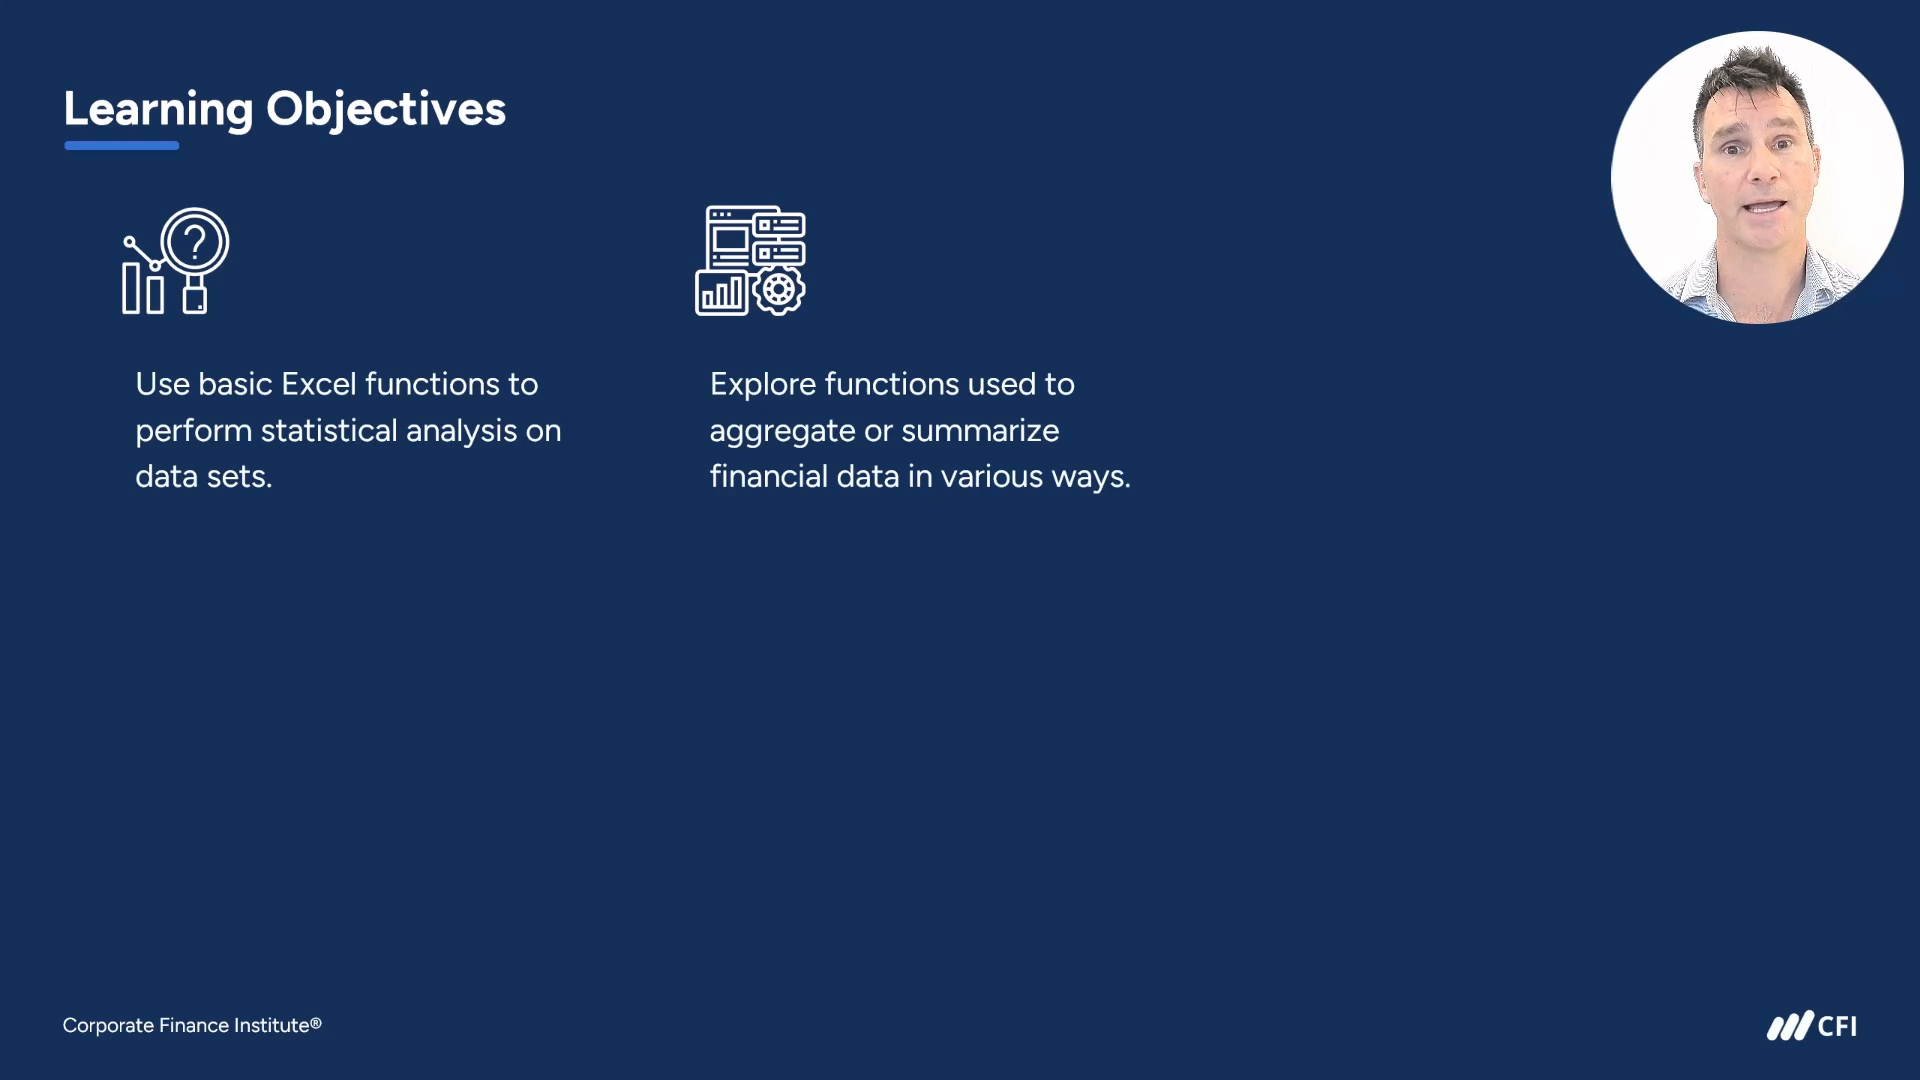 Learning Objectives
?
Use basic Excel functions to
perform statistical analysis on
data sets.
Explore functions used to
aggregate or summarize
financial data in various ways.
Corporate Finance Institute®
CFI